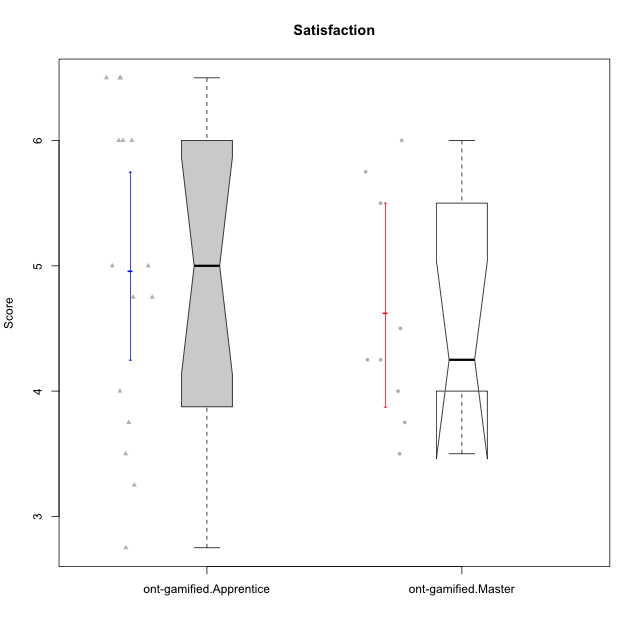 Satisfaction
6
5
4
3
Score
ont-gamified.Apprentice
ont-gamified.Master